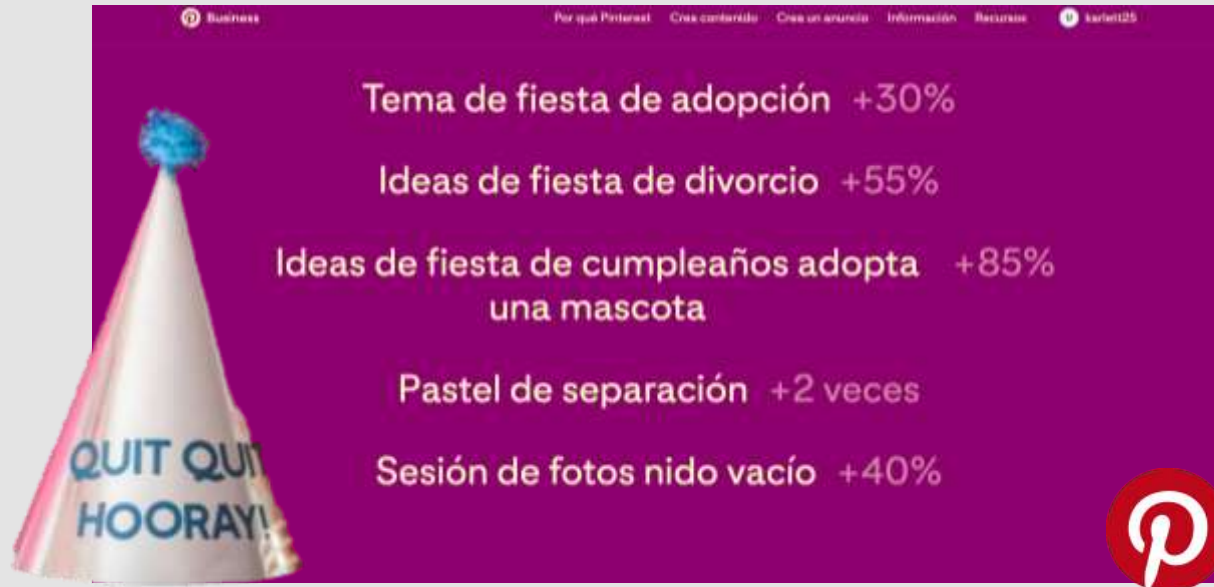 Business
Por qué Pinterest Crea contenido Crea un anuncio Información Recursos karlett25
Tema de fiesta de adopción +30%
Ideas de fiesta de divorcio +55%
Ideas de fiesta de cumpleaños adopta +85%
una mascota
Pastel de separación +2 veces
Sesión de fotos nido vacío +40%
QUIT QUIT
HOORAY!